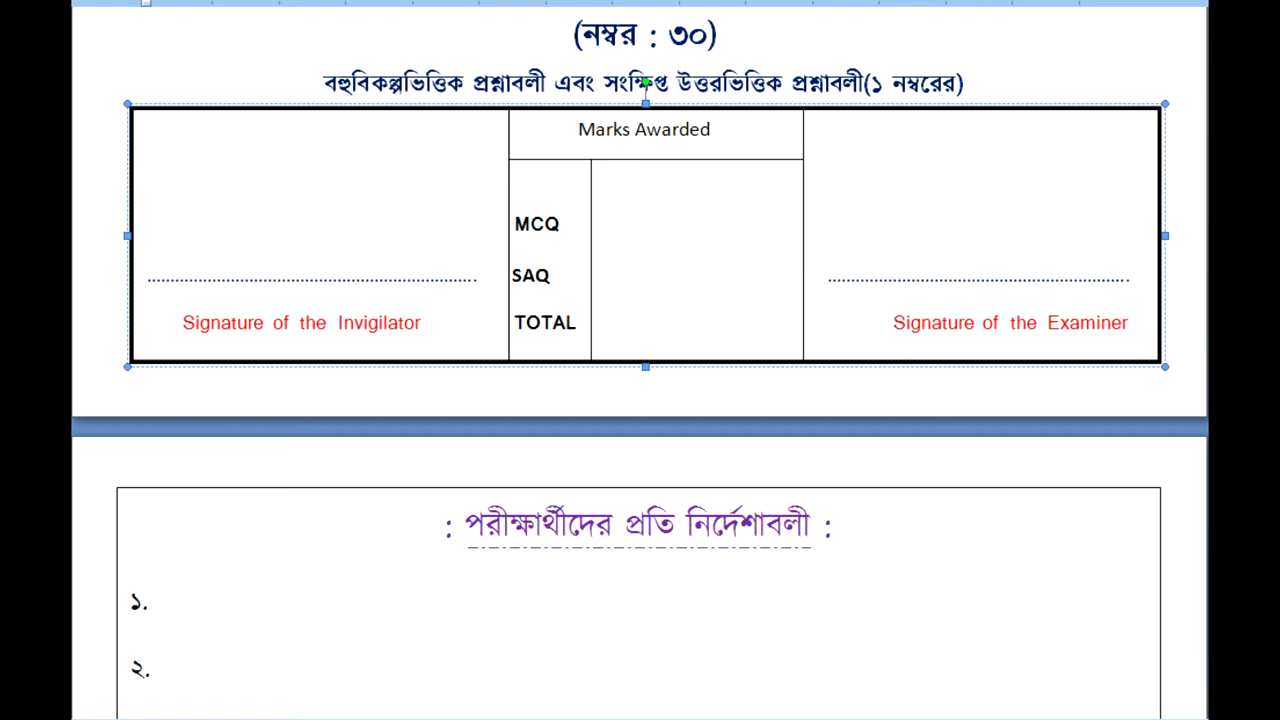 (নম্বর : ৩০)
বহুবিকল্পভিত্তিক প্রশ্নাবলী এবং সংক্ষিপ্ত উত্তরভিত্তিক প্রশ্নাবলী(১ নম্বরের)
Marks Awarded
MCQ
SAQ
TOTAL
Signature of the Invigilator
Signature of the Examiner
: পরীক্ষার্থীদের প্রতি নির্দেশাবলী :
১.
২.